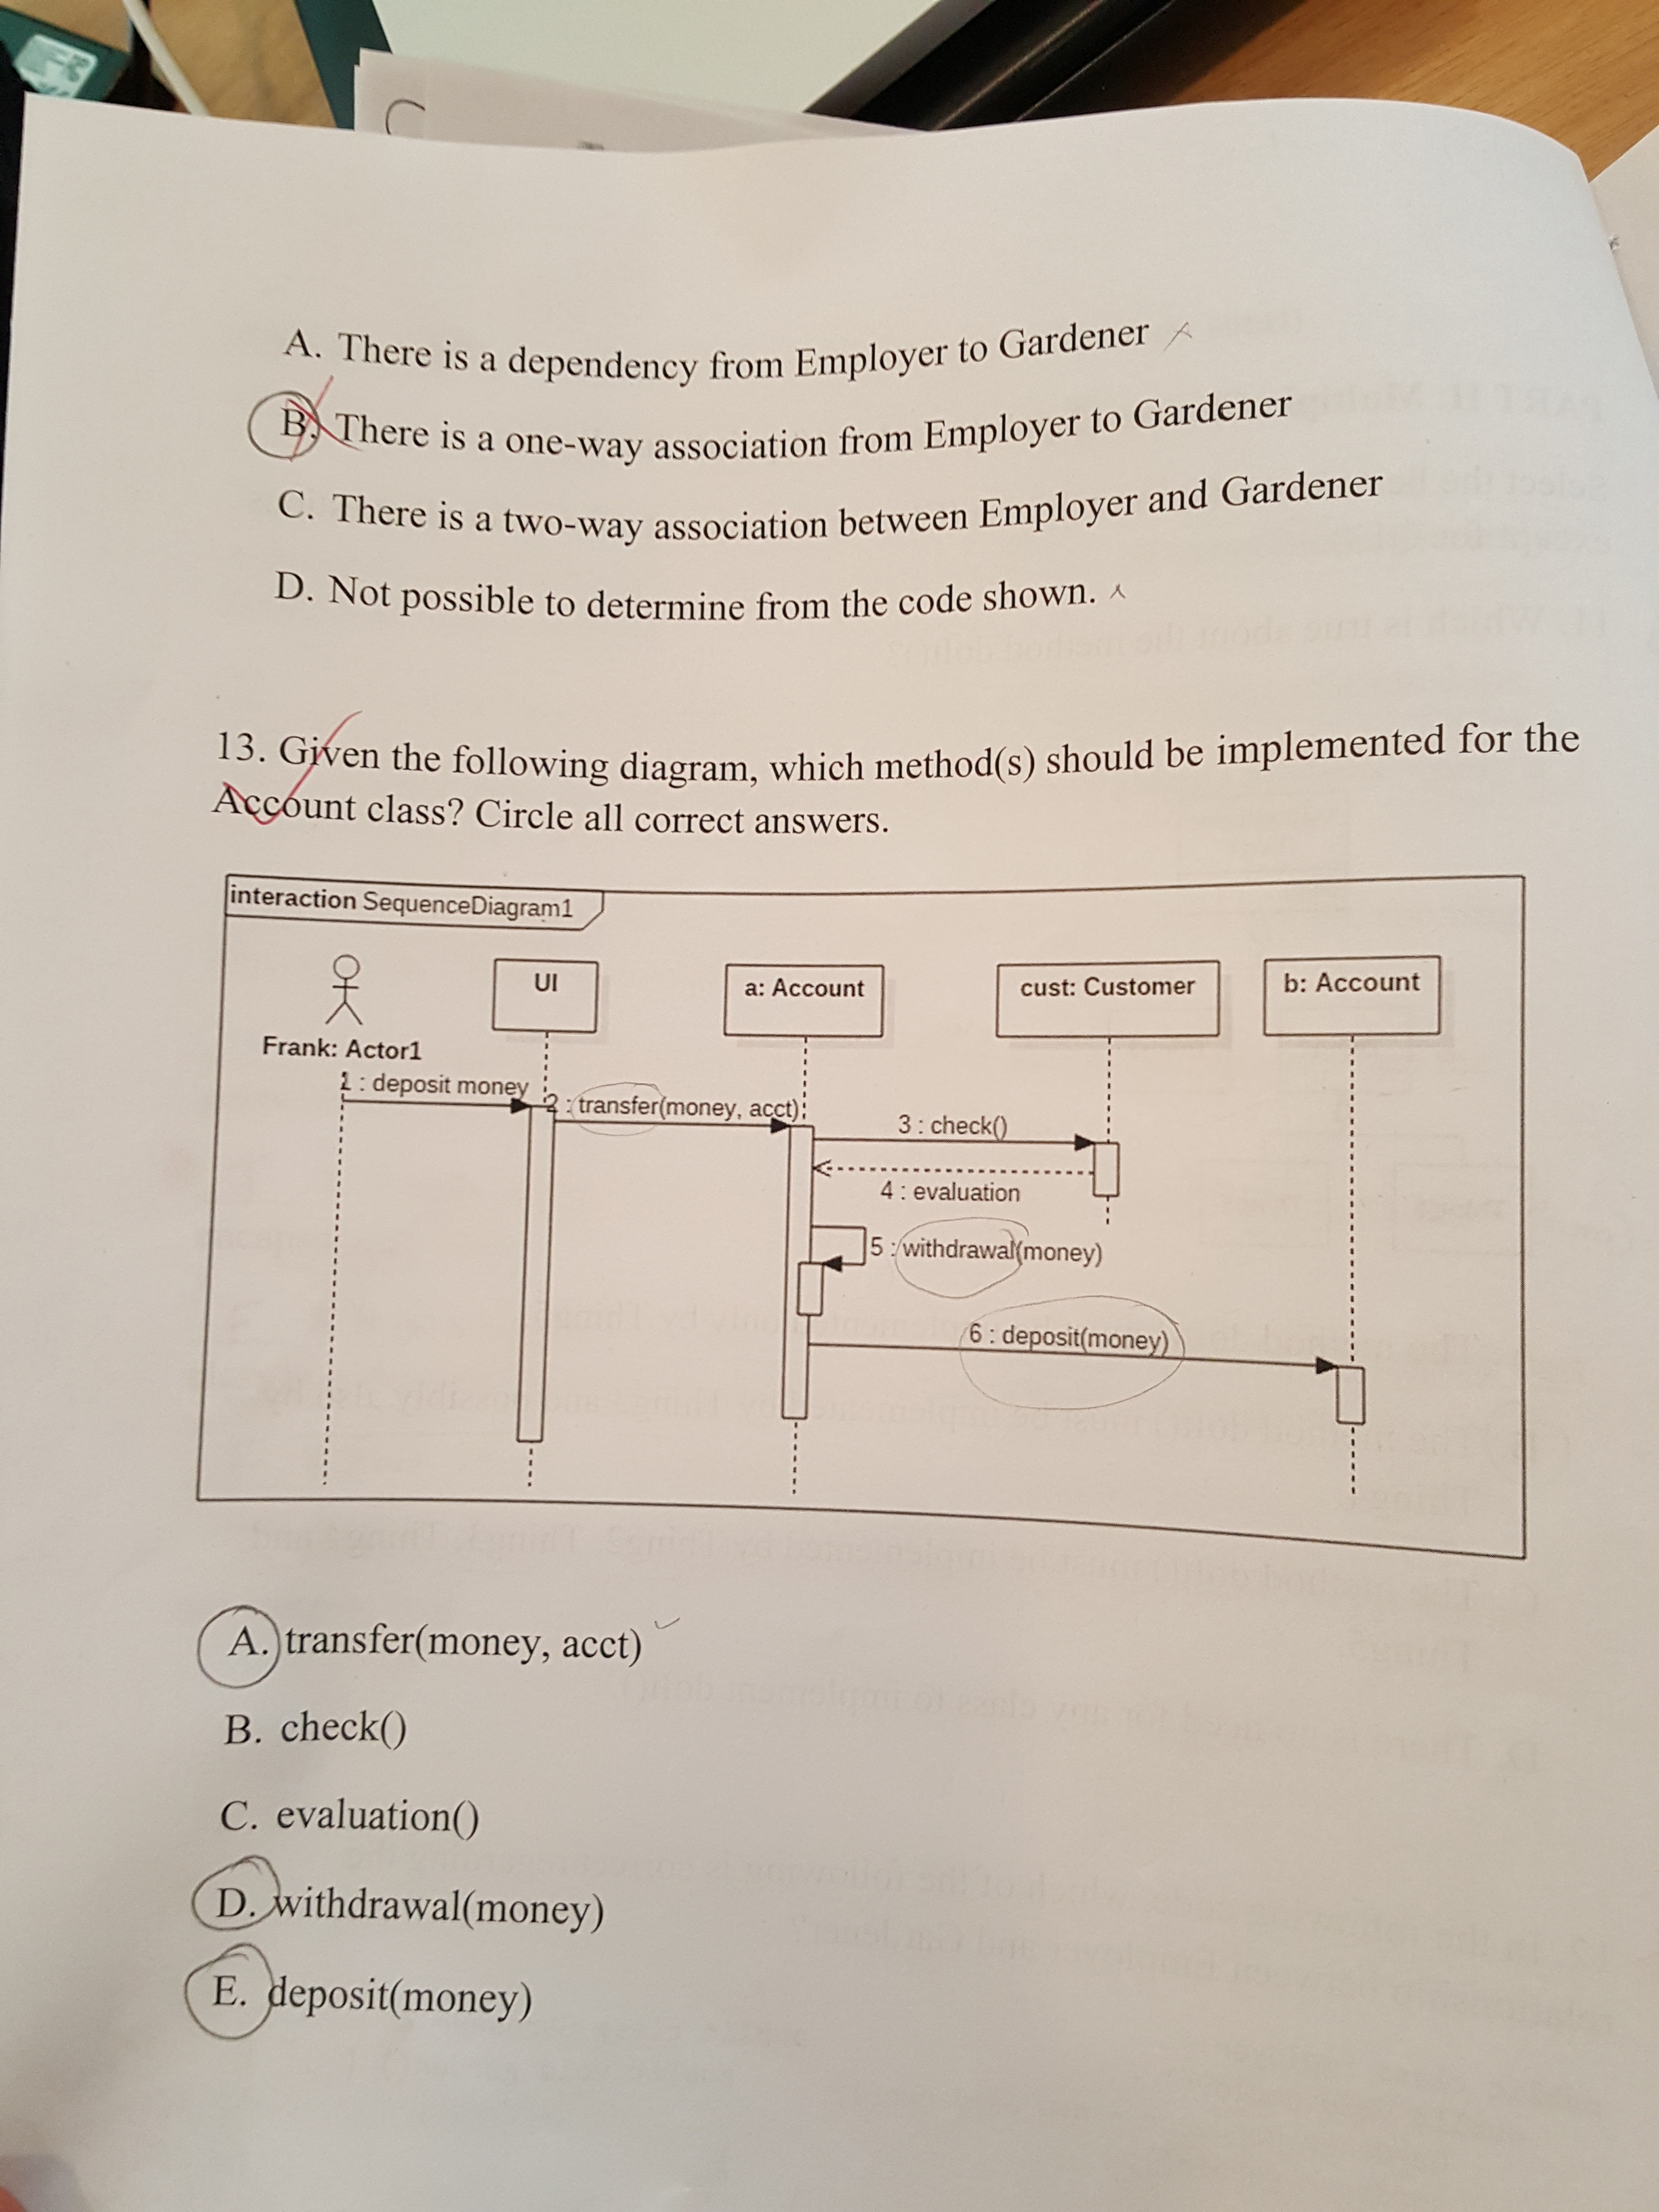 C
A. There is a dependency from Employer to Gardener
B. There is a one-way association from Employer to Gardener
C. There is a two-way association between Employer and Gardener
D. Not possible to determine from the code shown.
13. Given the following diagram, which method(s) should be implemented for the
Account class? Circle all correct answers.
interaction SequenceDiagram1
UI
a: Account
cust: Customer
b: Account
Frank: Actor1
1 : deposit money
2 : transfer(money, acct)
3 : check()
4 : evaluation
5 : withdrawal(money)
6 : deposit(money)
A. transfer(money, acct)
B. check()
C. evaluation()
D. withdrawal(money)
E. deposit(money)